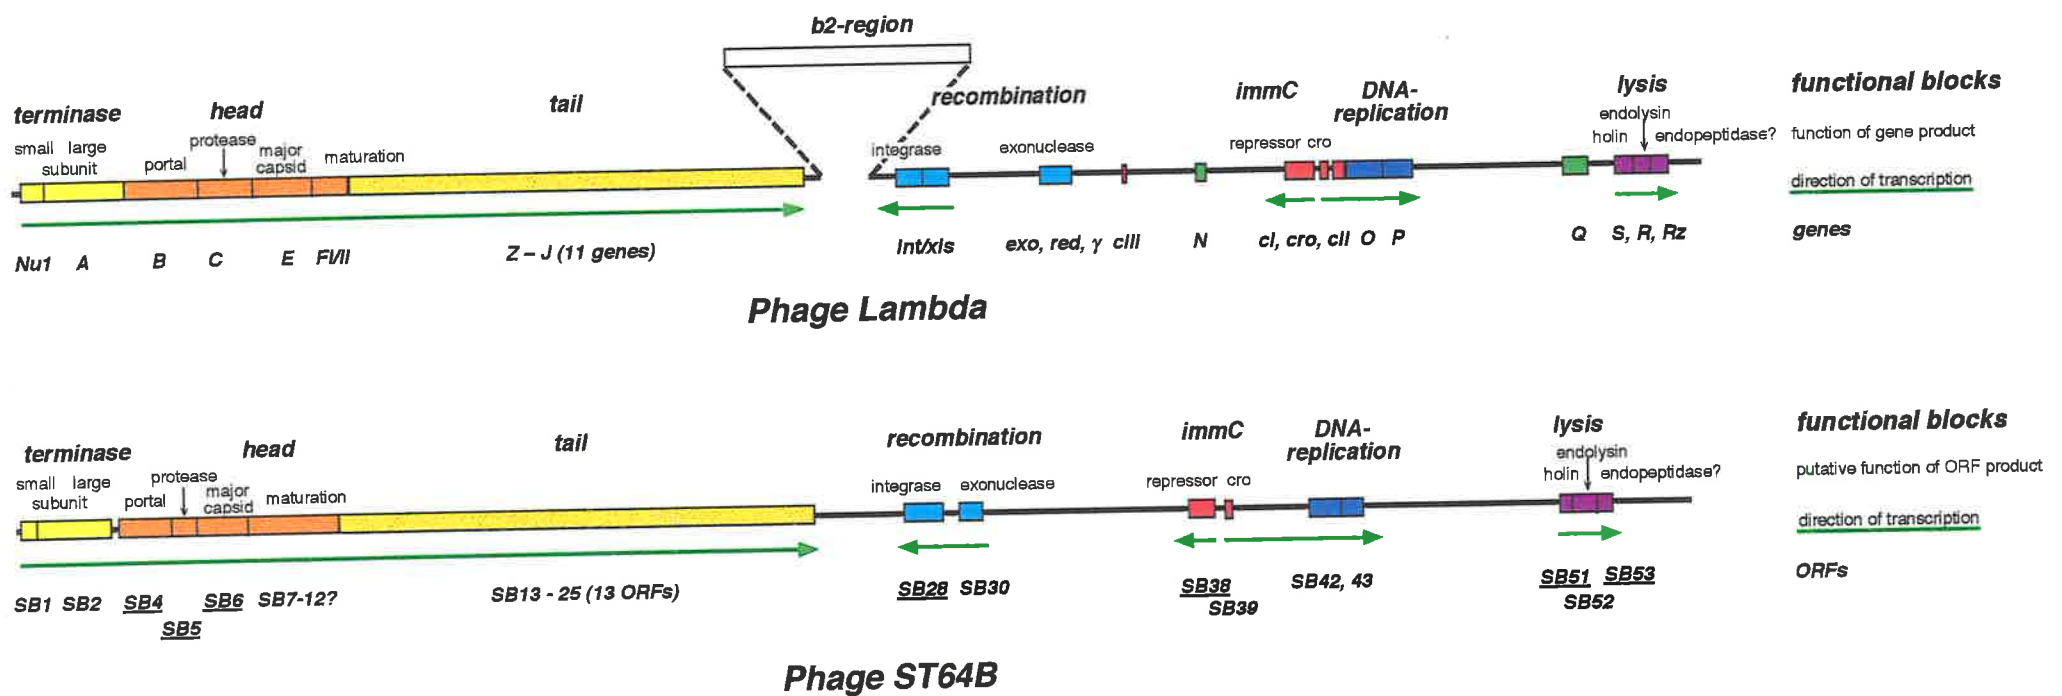 b2-region
terminase head tail recombination immC DNA-replication lysis functional blocks
small large subunit portal protease major capsid maturation integrase exonuclease repressor cro holin endolysin endopeptidase? function of gene product
direction of transcription
Nu1 A B C E FI/II Z – J (11 genes) Int/xis exo, red, γ cIII N cI, cro, cII O P Q S, R, Rz genes
Phage Lambda
terminase head tail recombination immC DNA-replication lysis functional blocks
small large subunit portal protease major capsid maturation integrase exonuclease repressor cro holin endolysin endopeptidase? putative function of ORF product
direction of transcription
SB1 SB2 SB4 SB5 SB6 SB7-12? SB13 - 25 (13 ORFs) SB28 SB30 SB38 SB39 SB42, 43 SB51 SB52 SB53 ORFs
Phage ST64B